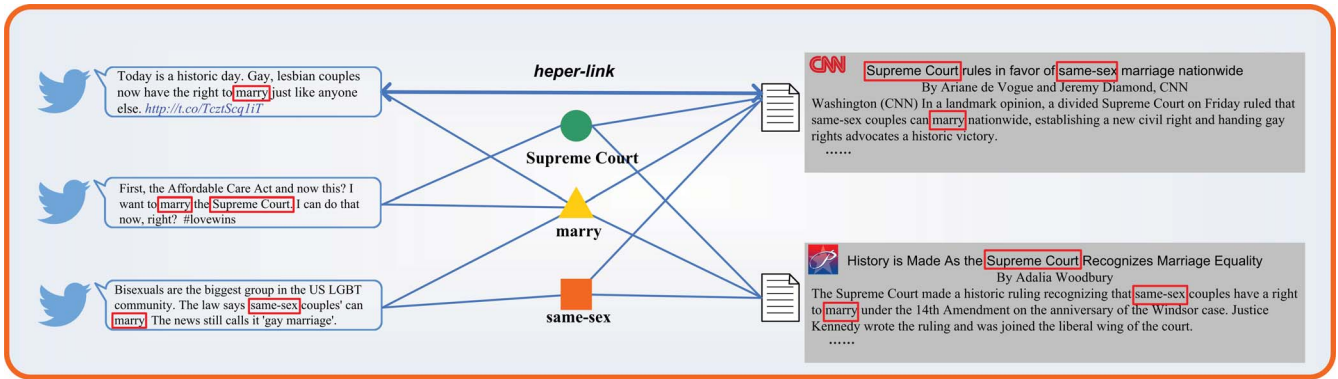 Today is a historic day. Gay, lesbian couples
now have the right to marry just like anyone
else. http://t.co/TcztScq1iT
First, the Affordable Care Act and now this? I
want to marry the Supreme Court. I can do that
now, right? #lovewins
Bisexuals are the biggest group in the US LGBT
community. The law says same-sex couples' can
marry. The news still calls it 'gay marriage'.
heper-link
Supreme Court
marry
same-sex
CNN
Supreme Court rules in favor of same-sex marriage nationwide
By Ariane de Vogue and Jeremy Diamond, CNN
Washington (CNN) In a landmark opinion, a divided Supreme Court on Friday ruled that
same-sex couples can marry nationwide, establishing a new civil right and handing gay
rights advocates a historic victory.
......
P
History is Made As the Supreme Court Recognizes Marriage Equality
By Adalia Woodbury
The Supreme Court made a historic ruling recognizing that same-sex couples have a right
to marry under the 14th Amendment on the anniversary of the Windsor case. Justice
Kennedy wrote the ruling and was joined the liberal wing of the court.
......